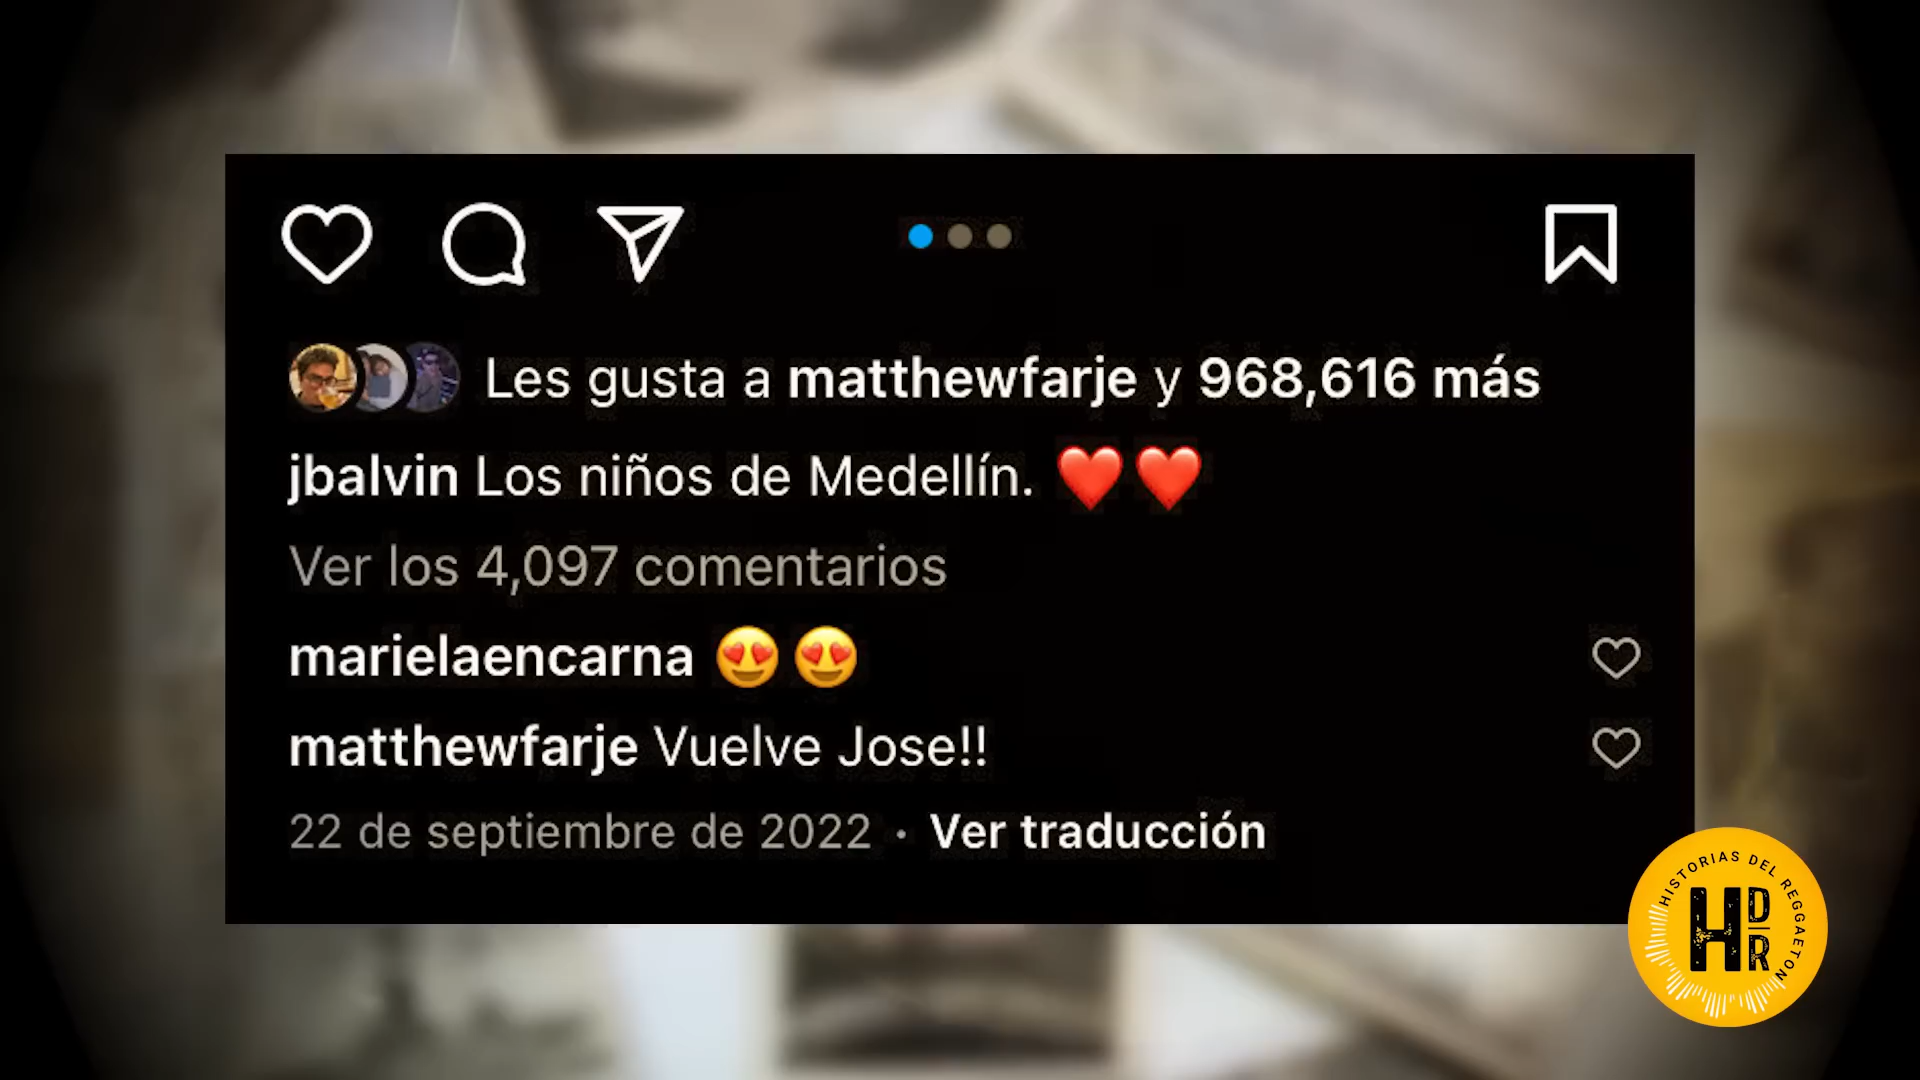 Les gusta a matthewfarje y 968,616 más
jbalvin Los niños de Medellín. ❤️❤️
Ver los 4,097 comentarios
marielaencarna 😍😍
matthewfarje Vuelve Jose!!
22 de septiembre de 2022 · Ver traducción
HISTORIAS DEL REGGAETON
HDR